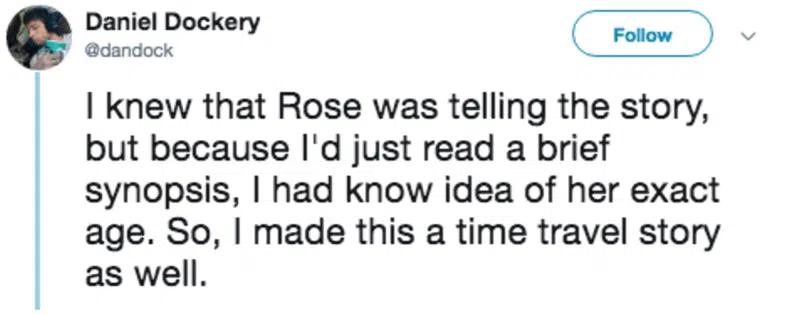 Daniel Dockery
@dandock
Follow
I knew that Rose was telling the story,
but because I'd just read a brief
synopsis, I had know idea of her exact
age. So, I made this a time travel story
as well.